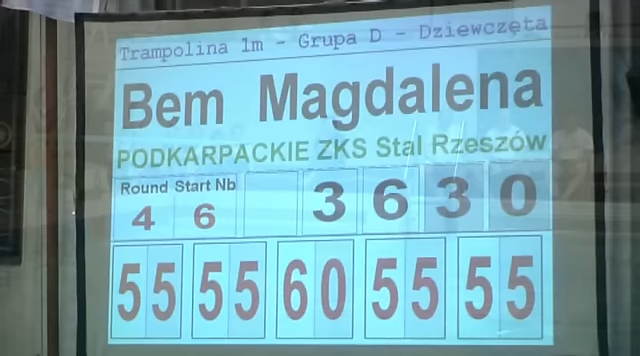 Trampolina 1m - Grupa D - Dziewczęta
Bem Magdalena
PODKARPACKIE ZKS Stal Rzeszów
Round Start Nb
4 6 3 6 3 0
55 55 60 55 55